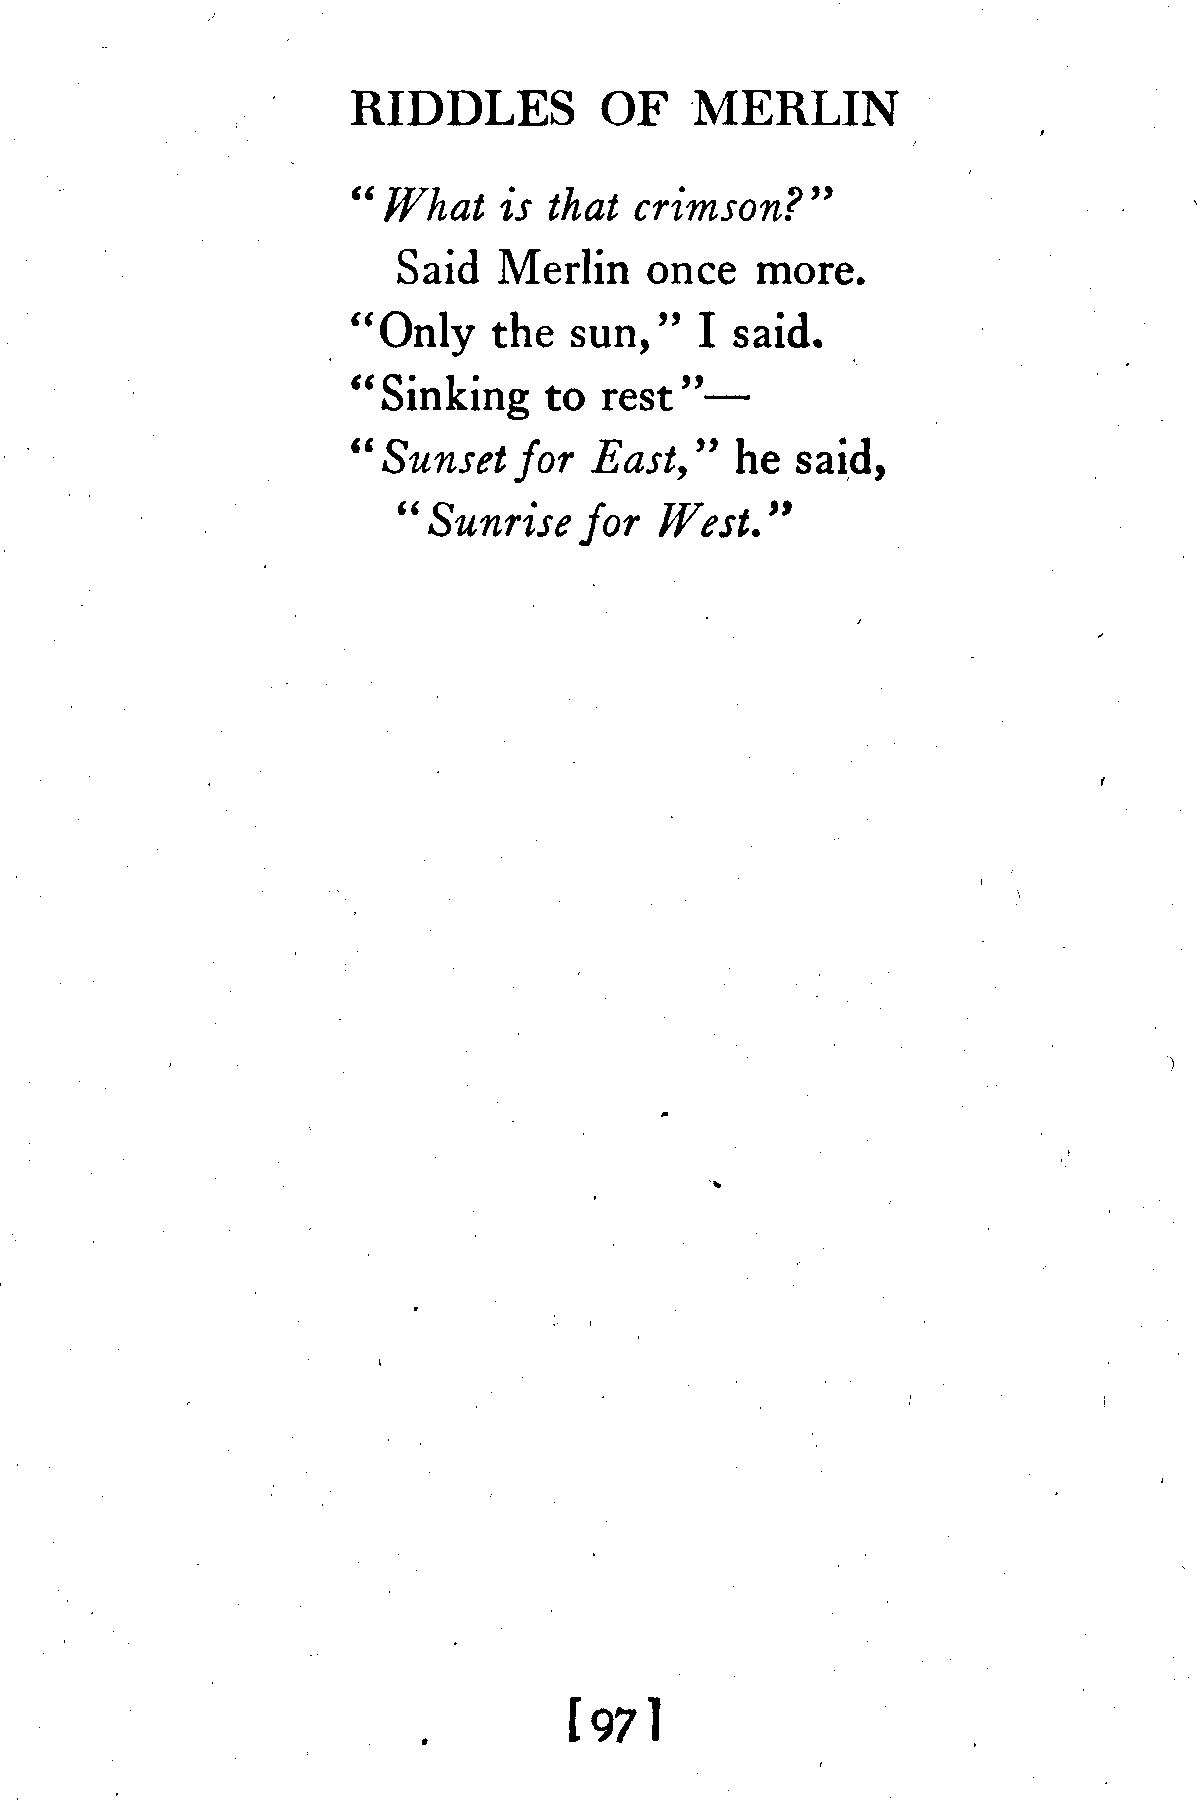 RIDDLES OF MERLIN
“What is that crimson?”
Said Merlin once more.
“Only the sun,” I said.
“Sinking to rest”—
“Sunset for East,” he said,
“Sunrise for West.”
[97]